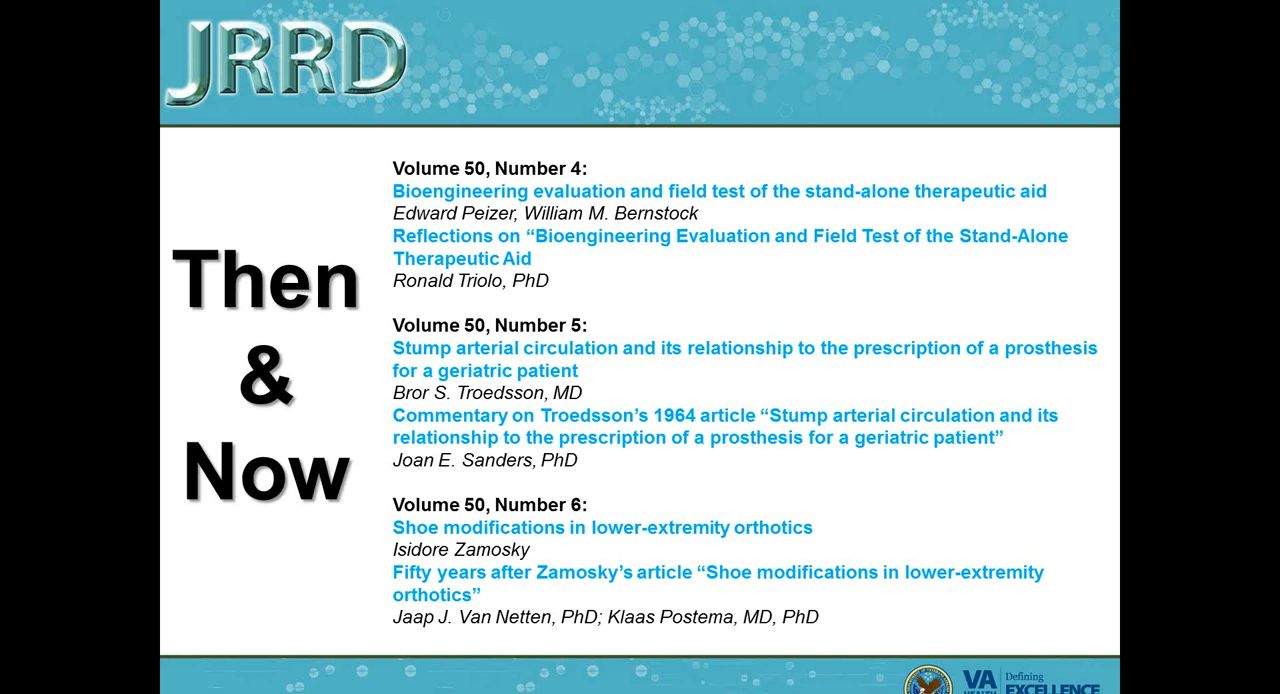 JRRD
Then
&
Now
Volume 50, Number 4:
Bioengineering evaluation and field test of the stand-alone therapeutic aid
Edward Peizer, William M. Bernstock
Reflections on “Bioengineering Evaluation and Field Test of the Stand-Alone
Therapeutic Aid
Ronald Triolo, PhD
Volume 50, Number 5:
Stump arterial circulation and its relationship to the prescription of a prosthesis
for a geriatric patient
Bror S. Troedsson, MD
Commentary on Troedsson’s 1964 article “Stump arterial circulation and its
relationship to the prescription of a prosthesis for a geriatric patient”
Joan E. Sanders, PhD
Volume 50, Number 6:
Shoe modifications in lower-extremity orthotics
Isidore Zamosky
Fifty years after Zamosky’s article “Shoe modifications in lower-extremity
orthotics”
Jaap J. Van Netten, PhD; Klaas Postema, MD, PhD
VA
HEALTH
Defining
EXCELLENCE